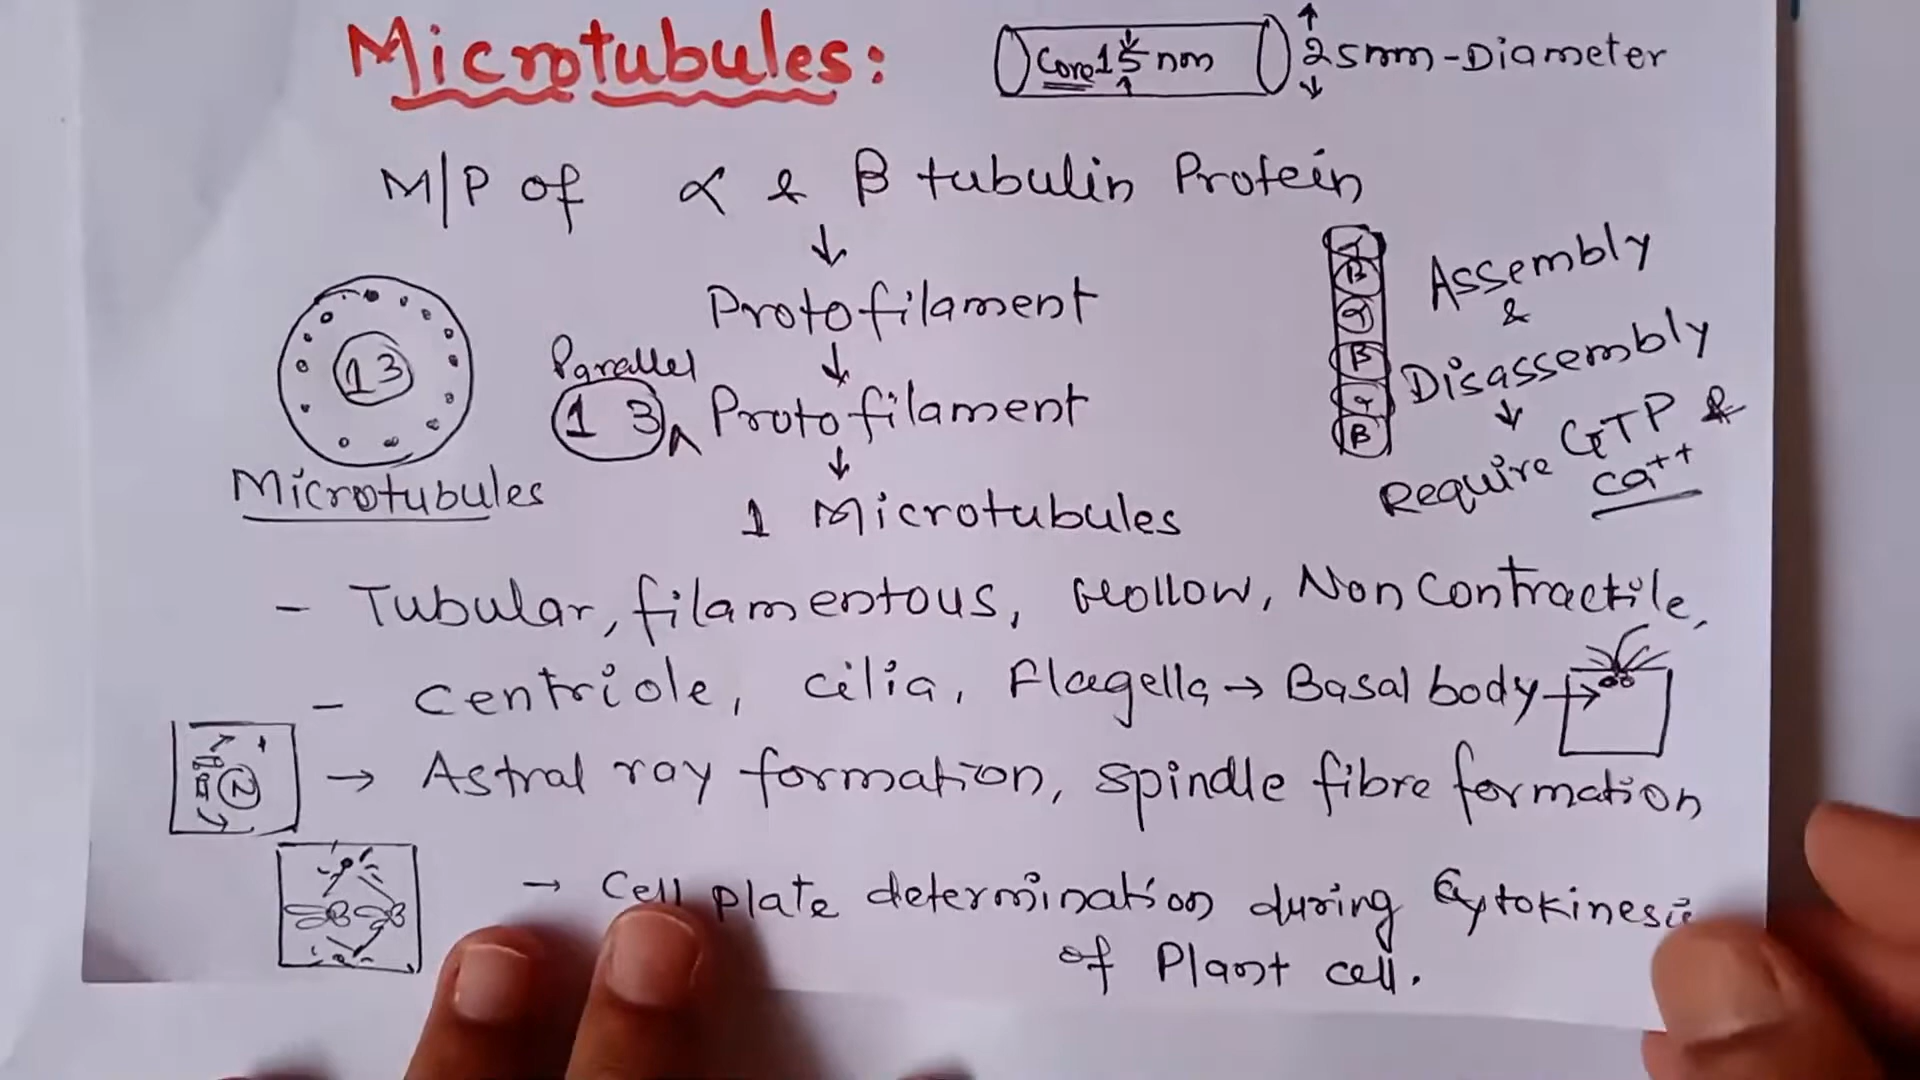 Microtubules:
Core 15 nm
25nm-Diameter
M/P of α & β tubulin Protein
↓
Protofilament
↓
Parallel
13 Protofilament
↓
1 Microtubules
13
Microtubules
α
β
α
β
α
β
Assembly
&
Disassembly
↓
Require GTP &
Ca++
- Tubular, filamentous, Hollow, Non Contractile,
- Centriole, Cilia, Flagella → Basal body →
N
→ Astral ray formation, spindle fibre formation
→ Cell plate determination during Cytokinesis
of Plant cell.